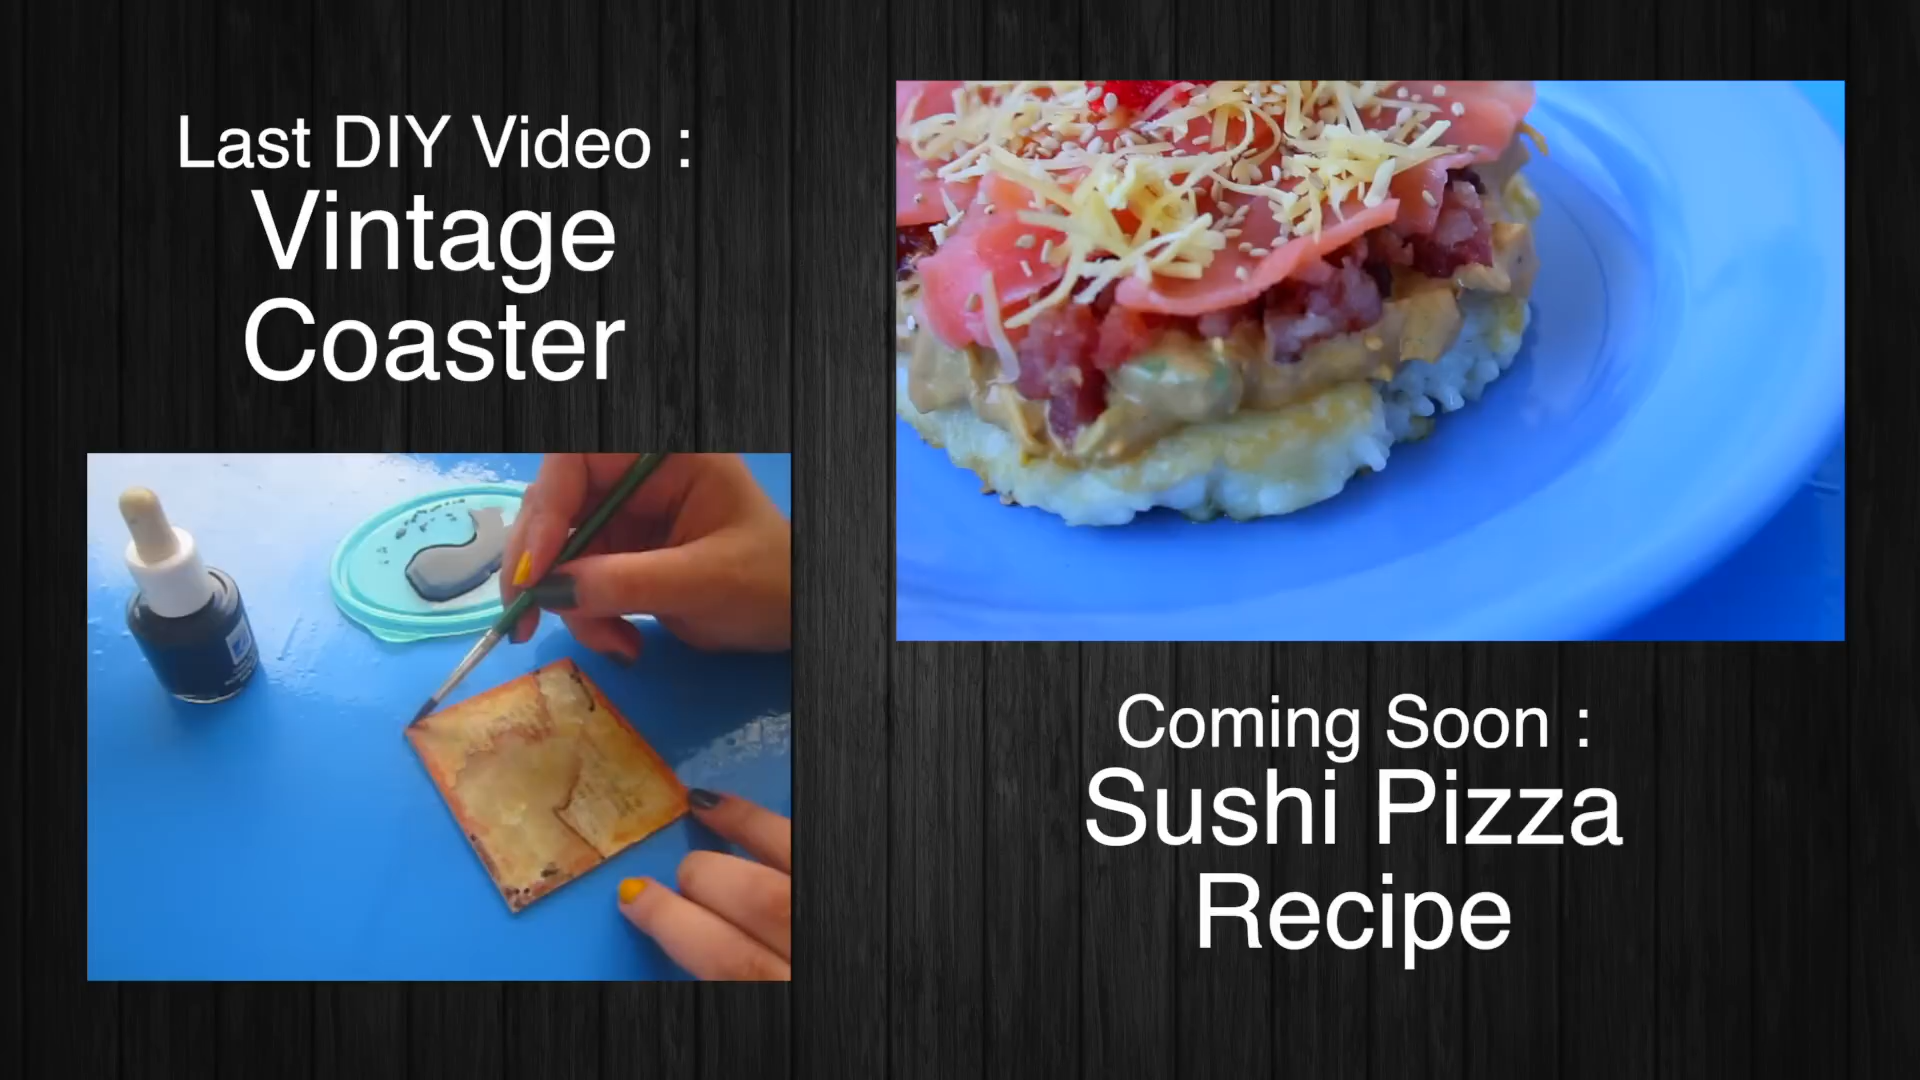 Last DIY Video :
Vintage
Coaster
Coming Soon :
Sushi Pizza
Recipe